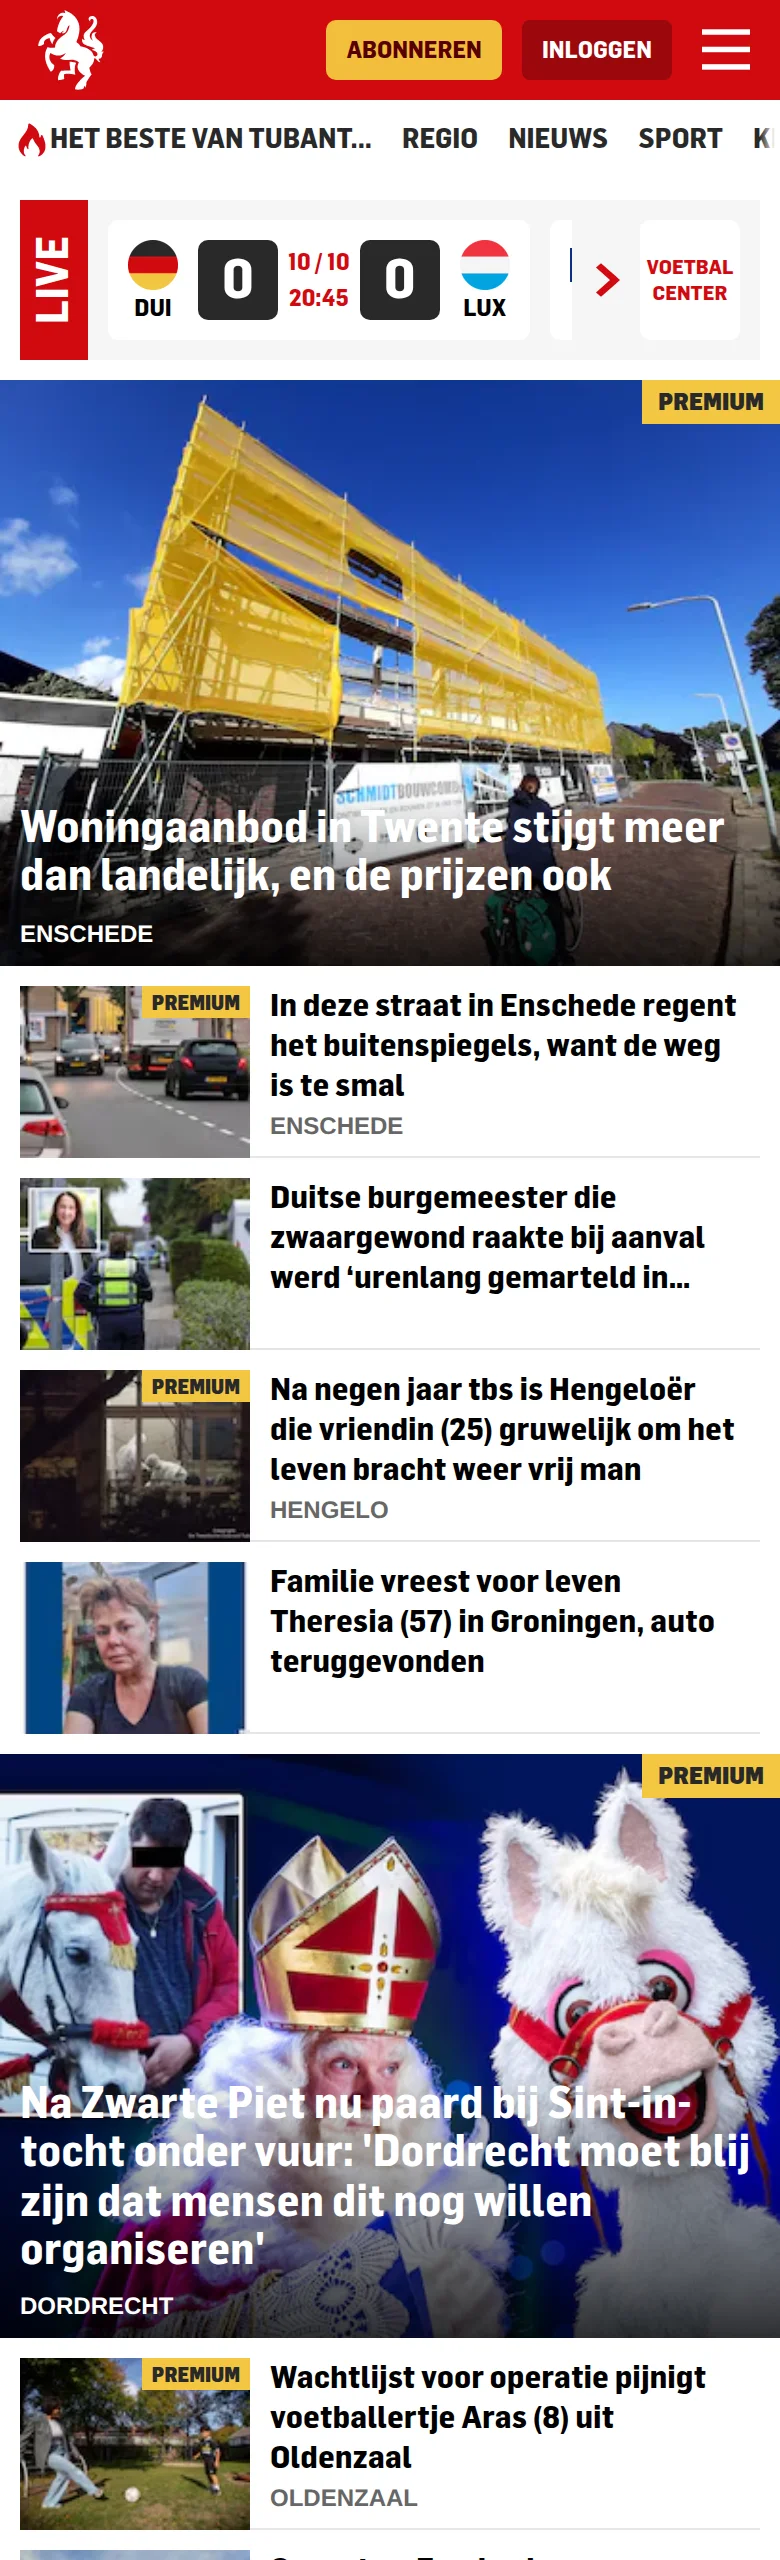 ABONNEREN
INLOGGEN
HET BESTE VAN TUBANT...
REGIO
NIEUWS
SPORT
LIVE
DUI
0
10 / 10
20:45
0
LUX
VOETBAL
CENTER
PREMIUM
SCHMIDTBOUWCOMB
Woningaanbod in Twente stijgt meer
dan landelijk, en de prijzen ook
ENSCHEDE
PREMIUM
In deze straat in Enschede regent
het buitenspiegels, want de weg
is te smal
ENSCHEDE
Duitse burgemeester die
zwaargewond raakte bij aanval
werd ‘urenlang gemarteld in...
PREMIUM
Na negen jaar tbs is Hengeloër
die vriendin (25) gruwelijk om het
leven bracht weer vrij man
HENGELO
Familie vreest voor leven
Theresia (57) in Groningen, auto
teruggevonden
PREMIUM
Na Zwarte Piet nu paard bij Sint-in-
tocht onder vuur: 'Dordrecht moet blij
zijn dat mensen dit nog willen
organiseren'
DORDRECHT
PREMIUM
Wachtlijst voor operatie pijnigt
voetballertje Aras (8) uit
Oldenzaal
OLDENZAAL